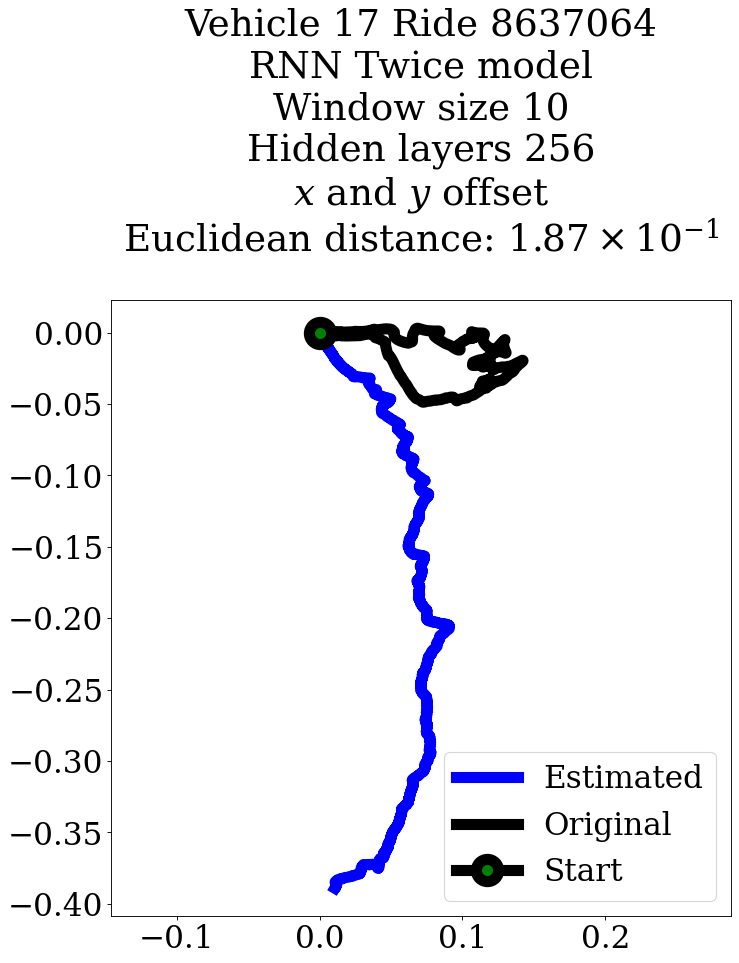 Vehicle 17 Ride 8637064
RNN Twice model
Window size 10
Hidden layers 256
x and y offset
Euclidean distance: 1.87 × 10⁻¹
0.00
−0.05
−0.10
−0.15
−0.20
−0.25
−0.30
−0.35
−0.40
Estimated
Original
Start
−0.1 0.0 0.1 0.2